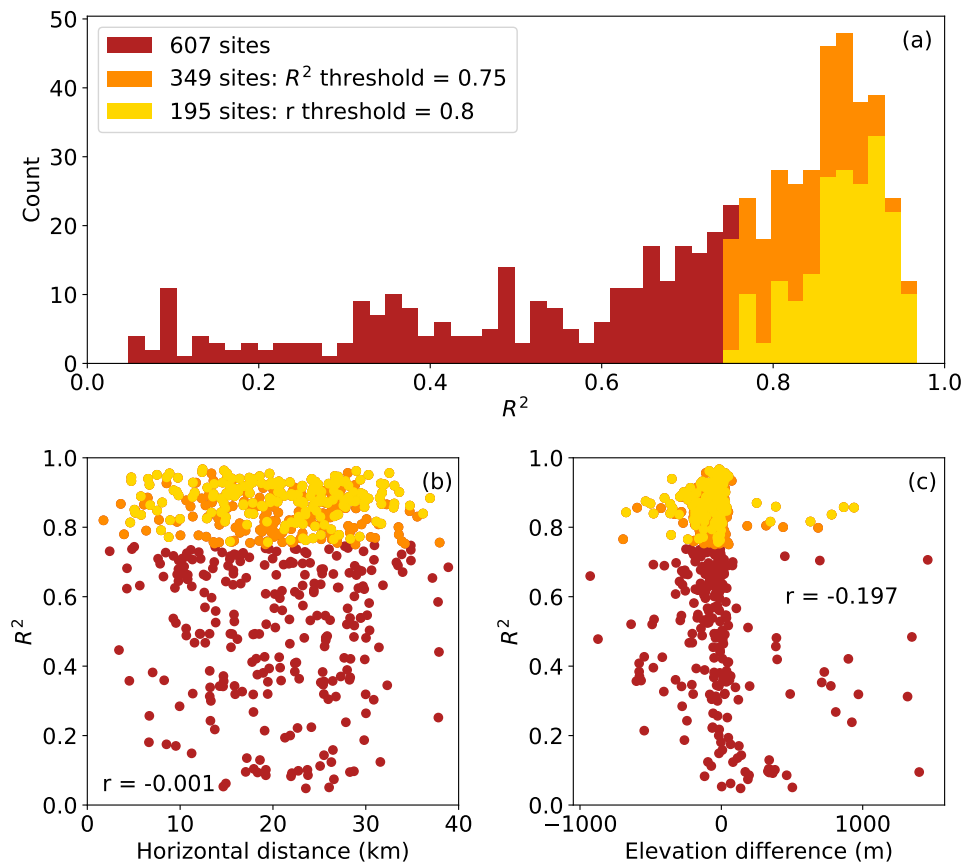 50
40
30
20
10
0
Count
607 sites
349 sites: R² threshold = 0.75
195 sites: r threshold = 0.8
(a)
0.0 0.2 0.4 0.6 0.8 1.0
R²
1.0
0.8
0.6
0.4
0.2
0.0
R²
(b)
r = -0.001
0 10 20 30 40
Horizontal distance (km)
1.0
0.8
0.6
0.4
0.2
0.0
R²
(c)
r = -0.197
−1000 0 1000
Elevation difference (m)